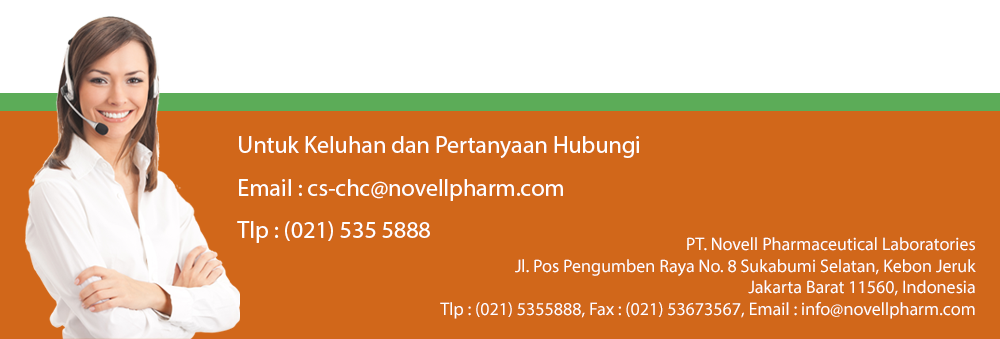 Untuk Keluhan dan Pertanyaan Hubungi
Email : cs-chc@novellpharm.com
Tlp : (021) 535 5888
PT. Novell Pharmaceutical Laboratories
Jl. Pos Pengumben Raya No. 8 Sukabumi Selatan, Kebon Jeruk
Jakarta Barat 11560, Indonesia
Tlp : (021) 5355888, Fax : (021) 53673567, Email : info@novellpharm.com